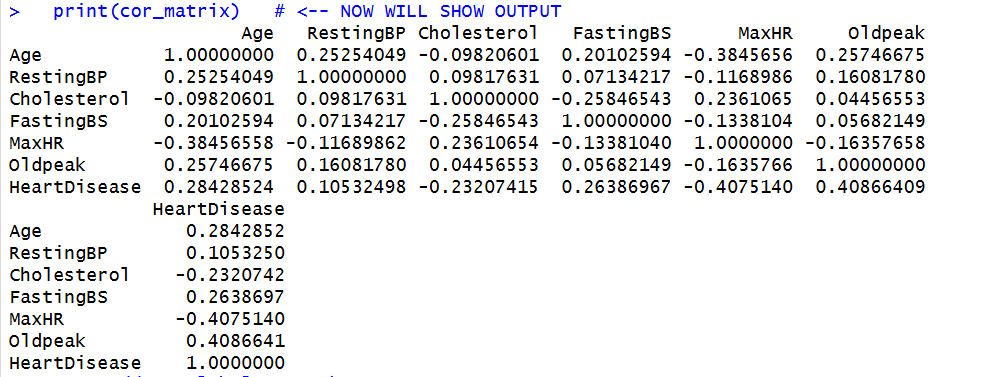 >   print(cor_matrix)   # <-- NOW WILL SHOW OUTPUT
                     Age   RestingBP Cholesterol   FastingBS      MaxHR    Oldpeak
Age           1.00000000  0.25254049 -0.09820601  0.20102594 -0.3845656  0.25746675
RestingBP     0.25254049  1.00000000  0.09817631  0.07134217 -0.1168986  0.16081780
Cholesterol  -0.09820601  0.09817631  1.00000000 -0.25846543  0.2361065  0.04456553
FastingBS     0.20102594  0.07134217 -0.25846543  1.00000000 -0.1338104  0.05682149
MaxHR        -0.38456558 -0.11689862  0.23610654 -0.13381040  1.0000000 -0.16357658
Oldpeak       0.25746675  0.16081780  0.04456553  0.05682149 -0.1635766  1.00000000
HeartDisease  0.28428524  0.10532498 -0.23207415  0.26386967 -0.4075140  0.40866409
             HeartDisease
Age             0.2842852
RestingBP       0.1053250
Cholesterol    -0.2320742
FastingBS       0.2638697
MaxHR          -0.4075140
Oldpeak         0.4086641
HeartDisease    1.0000000